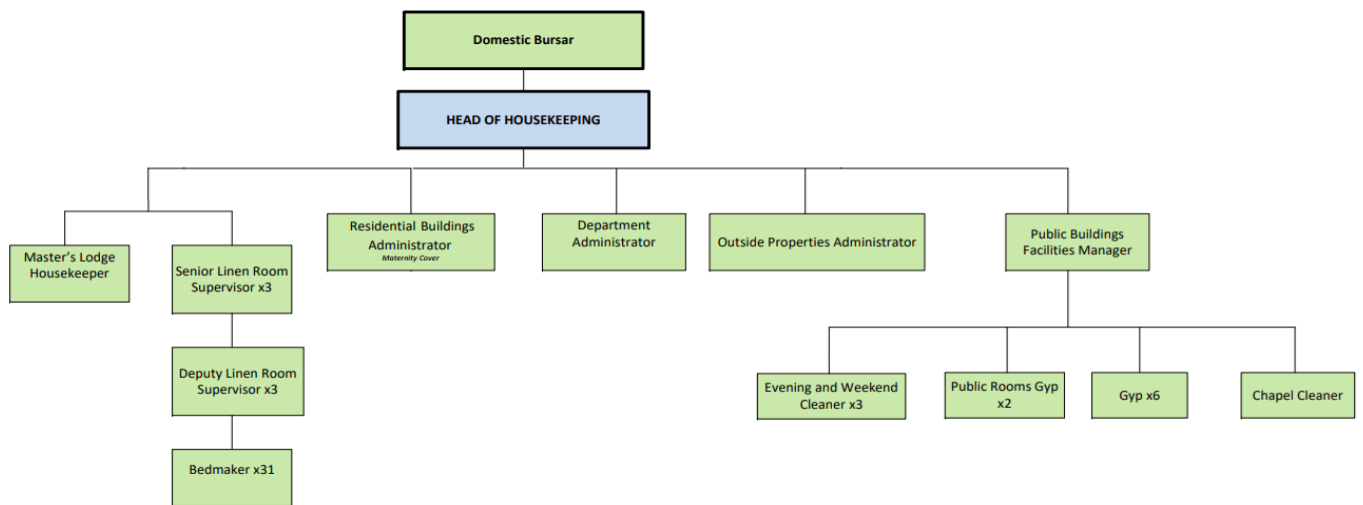 Domestic Bursar
HEAD OF HOUSEKEEPING
Residential Buildings
Administrator
Maternity Cover
Department
Administrator
Outside Properties Administrator
Public Buildings
Facilities Manager
Master's Lodge
Housekeeper
Senior Linen Room
Supervisor x3
Deputy Linen Room
Supervisor x3
Bedmaker x31
Evening and Weekend
Cleaner x3
Public Rooms Gyp
x2
Gyp x6
Chapel Cleaner